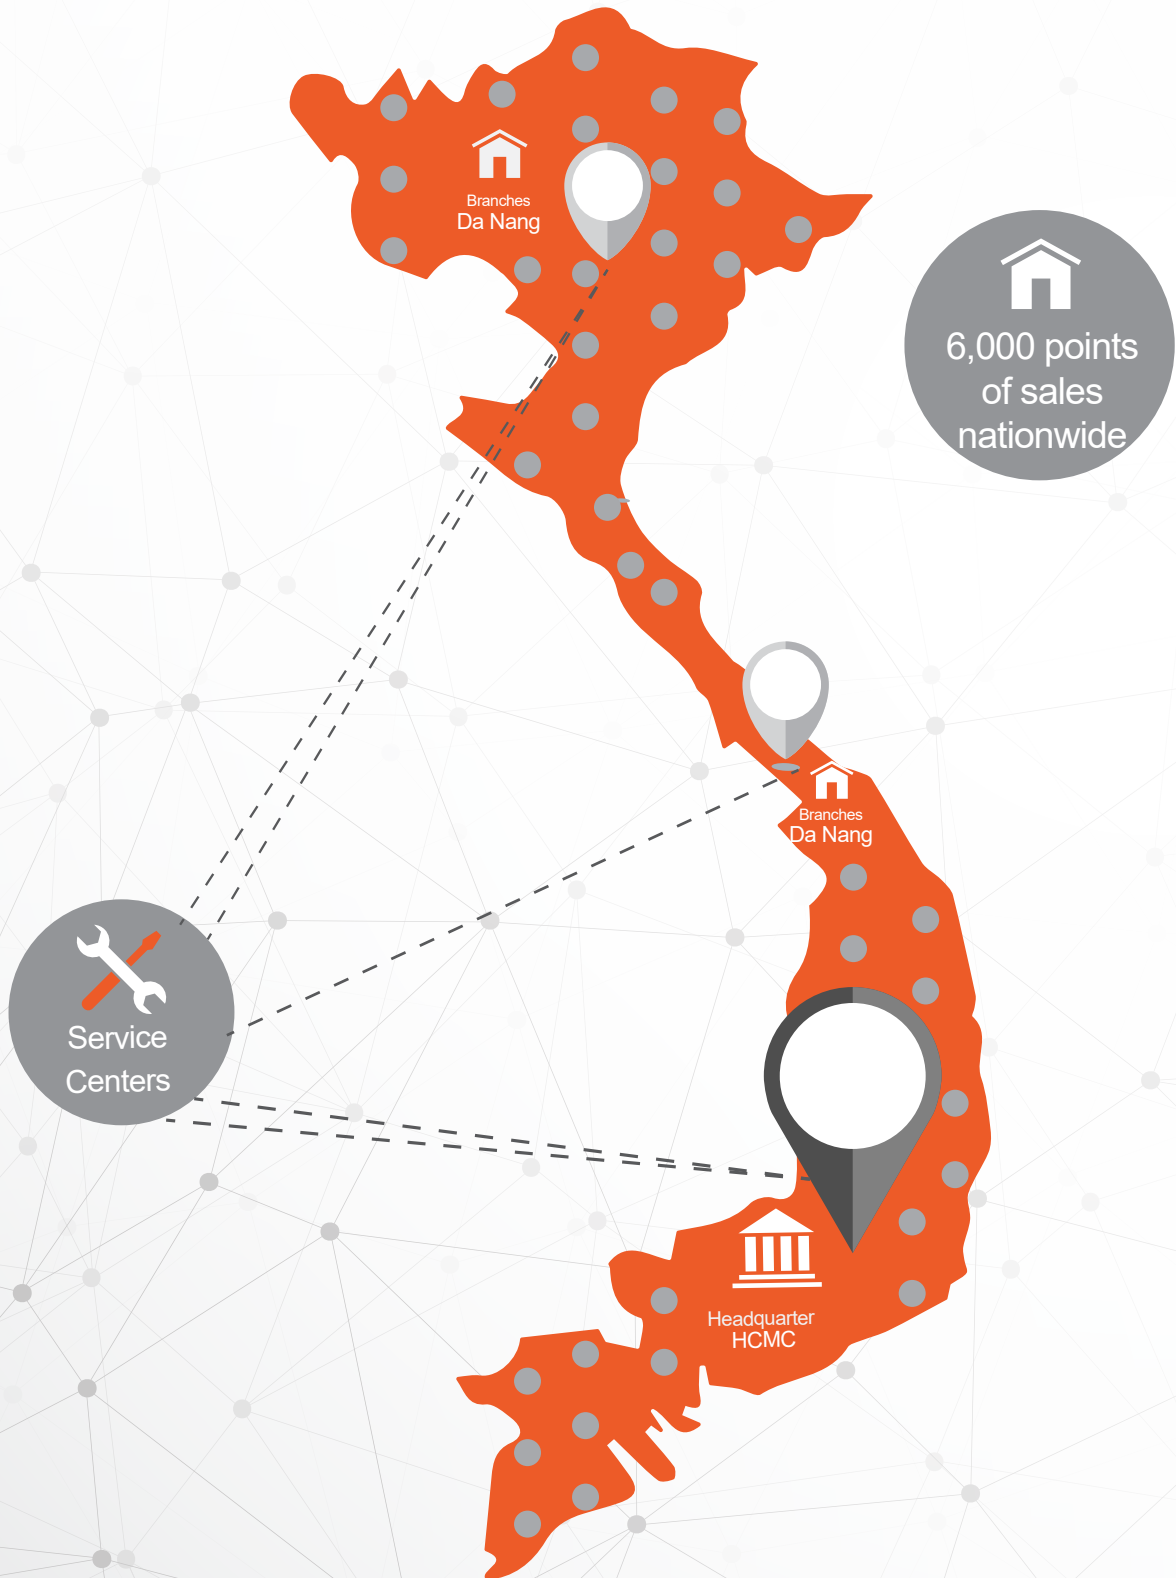 Branches
Da Nang
6,000 points
of sales
nationwide
Branches
Da Nang
Service
Centers
Headquarter
HCMC